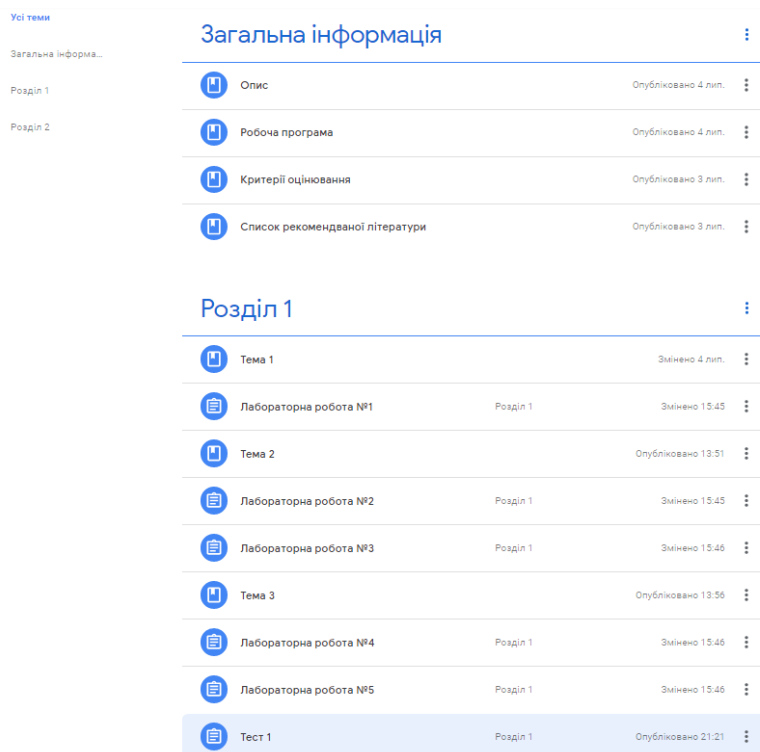 Усі теми
Загальна інформа...
Розділ 1
Розділ 2
Загальна інформація
Опис Опубліковано 4 лип.
Робоча програма Опубліковано 4 лип.
Критерії оцінювання Опубліковано 3 лип.
Список рекомендваної літератури Опубліковано 3 лип.
Розділ 1
Тема 1 Змінено 4 лип.
Лабораторна робота №1 Розділ 1 Змінено 15:45
Тема 2 Опубліковано 13:51
Лабораторна робота №2 Розділ 1 Змінено 15:45
Лабораторна робота №3 Розділ 1 Змінено 15:46
Тема 3 Опубліковано 13:56
Лабораторна робота №4 Розділ 1 Змінено 15:46
Лабораторна робота №5 Розділ 1 Змінено 15:46
Тест 1 Розділ 1 Опубліковано 21:21